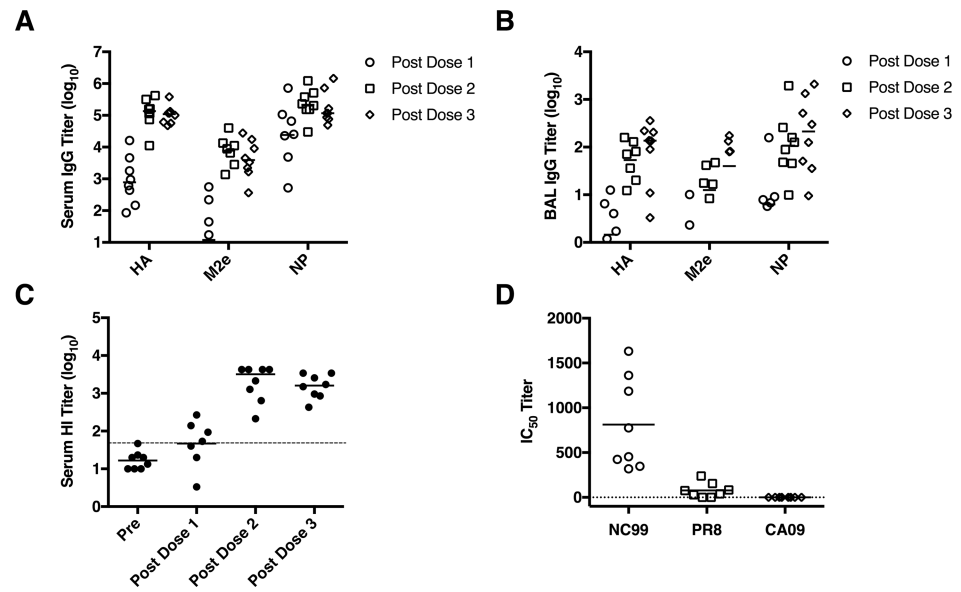 A
Serum IgG Titer (log10)
7
6
5
4
3
2
1
HA
M2e
NP
Post Dose 1
Post Dose 2
Post Dose 3
B
BAL IgG Titer (log10)
4
3
2
1
0
HA
M2e
NP
Post Dose 1
Post Dose 2
Post Dose 3
C
Serum HI Titer (log10)
5
4
3
2
1
0
Pre
Post Dose 1
Post Dose 2
Post Dose 3
D
IC50 Titer
2000
1500
1000
500
0
NC99
PR8
CA09